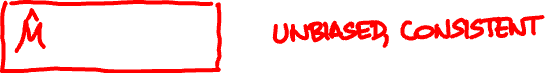 M̂ UNBIASED, CONSISTENT